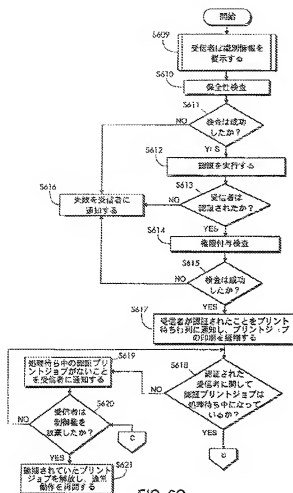 開始
S609
受信者は識別情報を
提示する
S610
保全性検査
S611
検査は成功
したか?
NO
YES
S612
認証を実行する
S616
失敗を受信者に
通知する
S613
受信者は
認証されたか?
NO
YES
S614
権限付与検査
S615
検査は成功
したか?
NO
YES
S617
受信者が認証されたことをプリント
待ち行列に通知し、プリントジョブ
の印刷を
S619
処理待ち中の認証プリ
ントジョブがないこと
を受信者に通知する
S618
認証された
受信者に関して
認証プリントジョブは
処理待ち中になって
いるか?
NO
YES
S620
受信者は
制御権を
放棄したか?
NO
YES
C
S621
されていたプリントジ
ョブを解放し、通常
動作を再開する